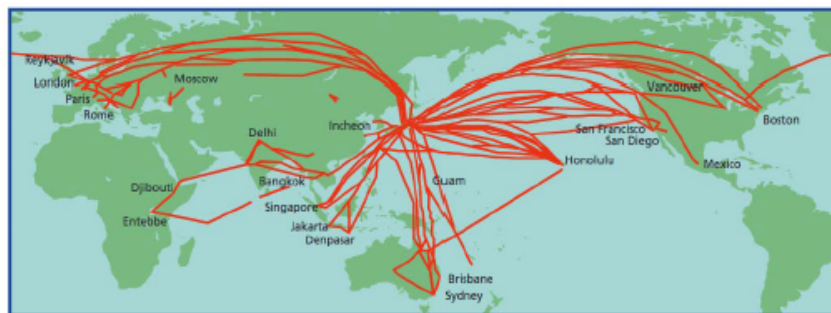 Reykjavik
London
Moscow
Paris
Rome
Vancouver
Boston
Incheon
San Francisco
San Diego
Delhi
Honolulu
Mexico
Djibouti
Bangkok
Guam
Entebbe
Singapore
Jakarta
Denpasar
Brisbane
Sydney